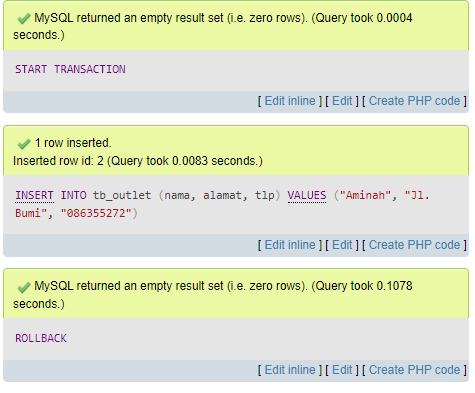 MySQL returned an empty result set (i.e. zero rows). (Query took 0.0004
seconds.)
START TRANSACTION
[ Edit inline ] [ Edit ] [ Create PHP code ]
1 row inserted.
Inserted row id: 2 (Query took 0.0083 seconds.)
INSERT INTO tb_outlet (nama, alamat, tlp) VALUES ("Aminah", "Jl.
Bumi", "086355272")
[ Edit inline ] [ Edit ] [ Create PHP code ]
MySQL returned an empty result set (i.e. zero rows). (Query took 0.1078
seconds.)
ROLLBACK
[ Edit inline ] [ Edit ] [ Create PHP code ]